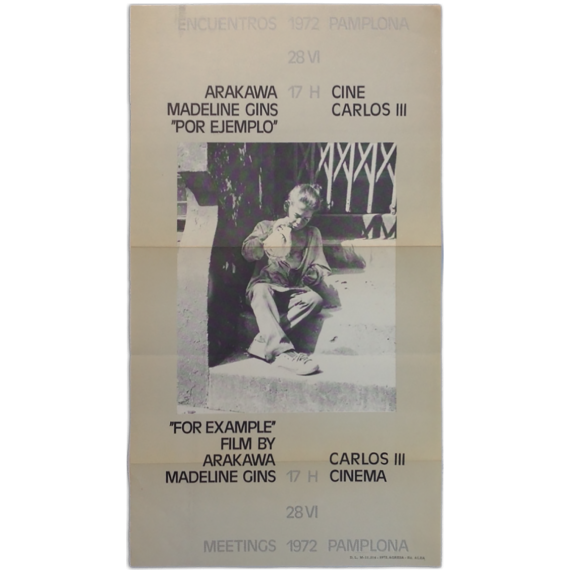 ENCUENTROS 1972 PAMPLONA
28 VI
ARAKAWA 17 H CINE
MADELINE GINS CARLOS III
"POR EJEMPLO"
"FOR EXAMPLE"
FILM BY
ARAKAWA CARLOS III
MADELINE GINS 17 H CINEMA
28 VI
MEETINGS 1972 PAMPLONA